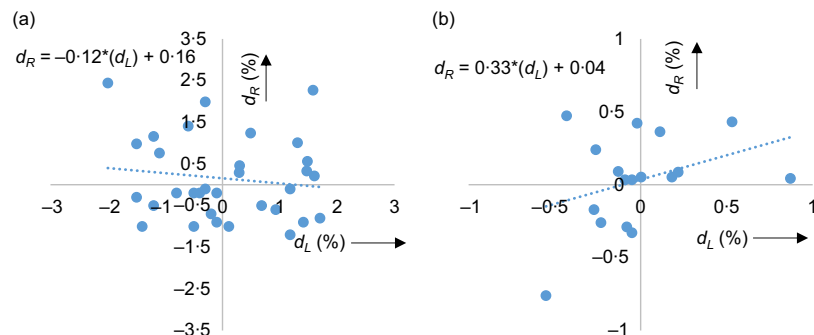 (a)
3·5
d_R = –0·12*(d_L) + 0·16
2·5
d_R (%)
1·5
0·5
–3 –2 –1 0 1 2 3
–0·5
–1·5
d_L (%)
–2·5
–3·5
(b)
1
d_R = 0·33*(d_L) + 0·04
d_R (%)
0·5
0
–1 –0·5 0 0·5 1
–0·5
d_L (%)
–1